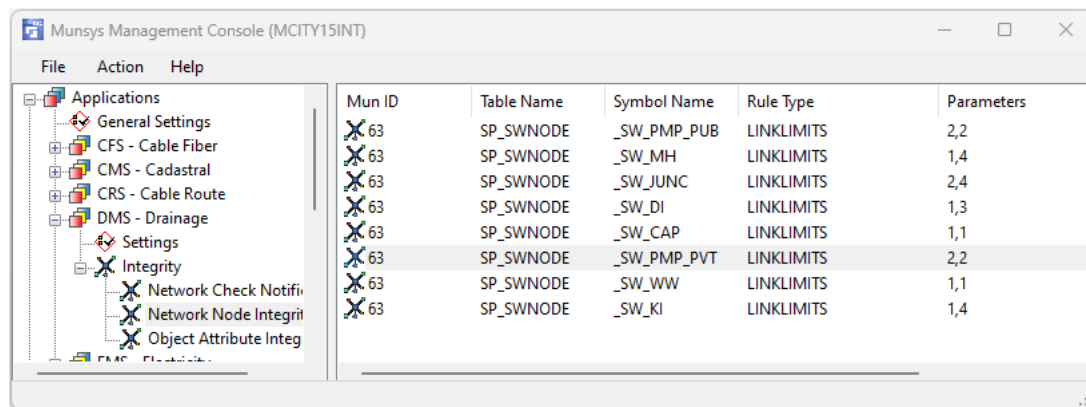 Munsys Management Console (MCITY15INT)
File Action Help
Applications
General Settings
CFS - Cable Fiber
CMS - Cadastral
CRS - Cable Route
DMS - Drainage
Settings
Integrity
Network Check Notifi
Network Node Integrit
Object Attribute Integ
EMS - Electricity
Mun ID Table Name Symbol Name Rule Type Parameters
63 SP_SWNODE _SW_PMP_PUB LINKLIMITS 2,2
63 SP_SWNODE _SW_MH LINKLIMITS 1,4
63 SP_SWNODE _SW_JUNC LINKLIMITS 2,4
63 SP_SWNODE _SW_DI LINKLIMITS 1,3
63 SP_SWNODE _SW_CAP LINKLIMITS 1,1
63 SP_SWNODE _SW_PMP_PVT LINKLIMITS 2,2
63 SP_SWNODE _SW_WW LINKLIMITS 1,1
63 SP_SWNODE _SW_KI LINKLIMITS 1,4